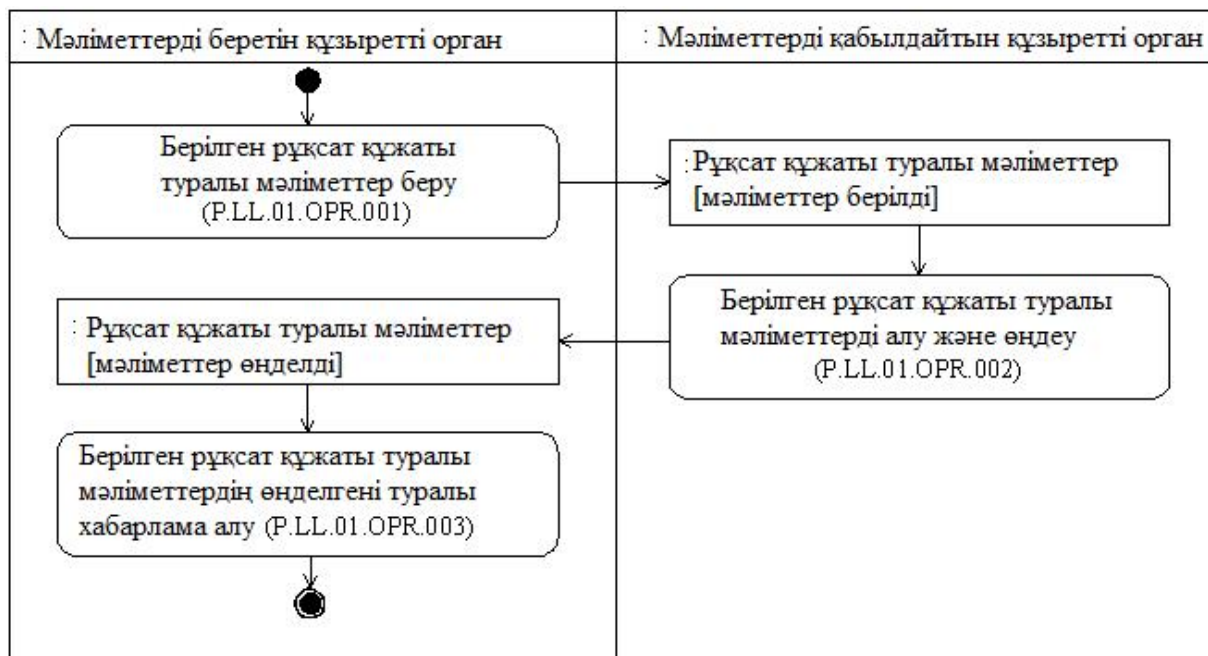 : Мәліметтерді беретін құзыретті орган
: Мәліметтерді қабылдайтын құзыретті орган
Берілген рұқсат құжаты
туралы мәліметтер беру
(P.LL.01.OPR.001)
: Рұқсат құжаты туралы мәліметтер
[мәліметтер берілді]
Берілген рұқсат құжаты туралы
мәліметтерді алу және өндеу
(P.LL.01.OPR.002)
: Рұқсат құжаты туралы мәліметтер
[мәліметтер өңделді]
Берілген рұқсат құжаты туралы
мәліметтердің өңделгені туралы
хабарлама алу (P.LL.01.OPR.003)